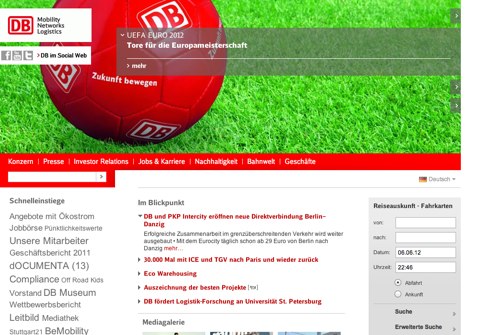 DB Mobility
Networks
Logistics
DB im Social Web
UEFA EURO 2012
Tore für die Europameisterschaft
mehr
DB
Zukunft bewegen
DB
Konzern | Presse | Investor Relations | Jobs & Karriere | Nachhaltigkeit | Bahnwelt | Geschäfte
Deutsch
Schnelleinstiege
Angebote mit Ökostrom
Jobbörse Pünktlichkeitswerte
Unsere Mitarbeiter
Geschäftsbericht 2011
dOCUMENTA (13)
Compliance Off Road Kids
Vorstand DB Museum
Wettbewerbsbericht
Leitbild Mediathek
Stuttgart21 BeMobility
Im Blickpunkt
DB und PKP Intercity eröffnen neue Direktverbindung Berlin–
Danzig
Erfolgreiche Zusammenarbeit im grenzüberschreitenden Verkehr wird weiter
ausgebaut • Mit dem Eurocity täglich schon ab 29 Euro von Berlin nach
Danzig mehr...
30.000 Mal mit ICE und TGV nach Paris und wieder zurück
Eco Warehousing
Auszeichnung der besten Projekte
DB fördert Logistik-Forschung an Universität St. Petersburg
Mediagalerie
Reiseauskunft - Fahrkarten
von:
nach:
Datum: 06.06.12
Uhrzeit: 22:46
Abfahrt
Ankunft
Suche
Erweiterte Suche